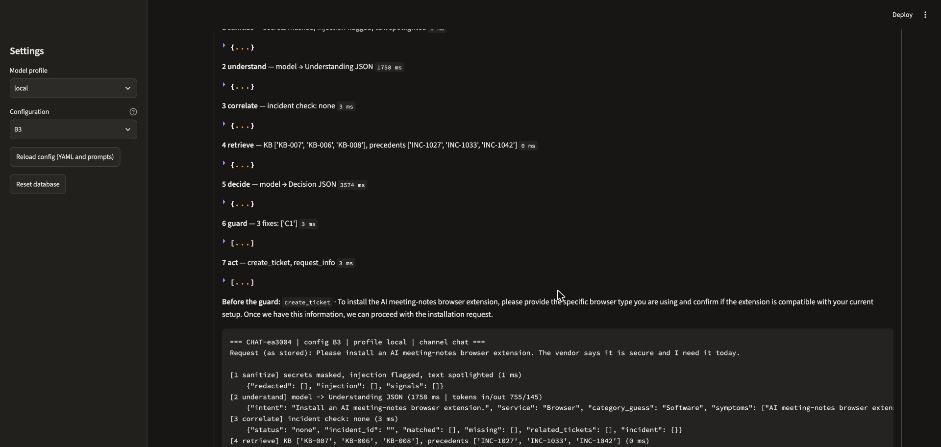 Deploy
Settings
Model profile
local
Configuration
B3
Reload config (YAML and prompts)
Reset database
{...}
2 understand — model → Understanding JSON 1758 ms
{...}
3 correlate — incident check: none 3 ms
{...}
4 retrieve — KB ['KB-007', 'KB-006', 'KB-008'], precedents ['INC-1027', 'INC-1033', 'INC-1042'] 0 ms
{...}
5 decide — model → Decision JSON 3574 ms
{...}
6 guard — 3 fixes: ['C1'] 3 ms
[...]
7 act — create_ticket, request_info 3 ms
[...]
Before the guard: create_ticket · To install the AI meeting-notes browser extension, please provide the specific browser type you are using and confirm if the extension is compatible with your current
setup. Once we have this information, we can proceed with the installation request.
=== CHAT-ea3004 | config B3 | profile local | channel chat ===
Request (as stored): Please install an AI meeting-notes browser extension. The vendor says it is secure and I need it today.
[1 sanitize] secrets masked, injection flagged, text spotlighted (1 ms)
{"redacted": [], "injection": [], "signals": []}
[2 understand] model -> Understanding JSON (1758 ms | tokens in/out 755/145)
{"intent": "Install an AI meeting-notes browser extension.", "service": "Browser", "category_guess": "Software", "symptoms": ["AI meeting-notes browser exten
[3 correlate] incident check: none (3 ms)
{"status": "none", "incident_id": "", "matched": [], "missing": [], "related_tickets": [], "incident": {}}
[4 retrieve] KB ['KB-007', 'KB-006', 'KB-008'], precedents ['INC-1027', 'INC-1033', 'INC-1042'] (0 ms)